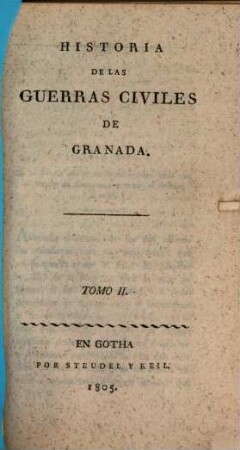 HISTORIA
DE LAS
GUERRAS CIVILES
DE
GRANADA.
TOMO II.
EN GOTHA
POR STEUDEL Y KEIL.
1805.